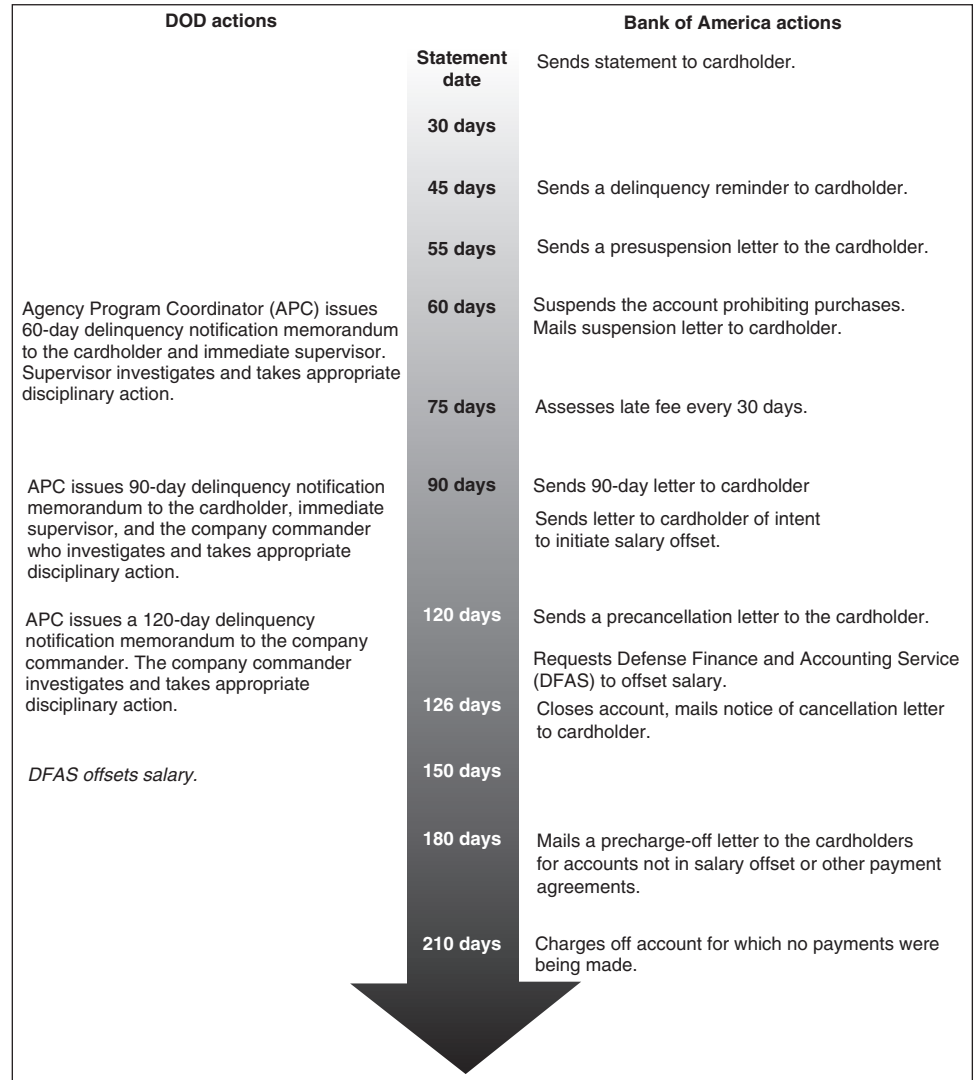 DOD actions
Bank of America actions
Statement
date
Sends statement to cardholder.
30 days
45 days
Sends a delinquency reminder to cardholder.
55 days
Sends a presuspension letter to the cardholder.
Agency Program Coordinator (APC) issues
60-day delinquency notification memorandum
to the cardholder and immediate supervisor.
Supervisor investigates and takes appropriate
disciplinary action.
60 days
Suspends the account prohibiting purchases.
Mails suspension letter to cardholder.
75 days
Assesses late fee every 30 days.
APC issues 90-day delinquency notification
memorandum to the cardholder, immediate
supervisor, and the company commander
who investigates and takes appropriate
disciplinary action.
90 days
Sends 90-day letter to cardholder
Sends letter to cardholder of intent
to initiate salary offset.
APC issues a 120-day delinquency
notification memorandum to the company
commander. The company commander
investigates and takes appropriate
disciplinary action.
120 days
Sends a precancellation letter to the cardholder.
Requests Defense Finance and Accounting Service
(DFAS) to offset salary.
126 days
Closes account, mails notice of cancellation letter
to cardholder.
DFAS offsets salary.
150 days
180 days
Mails a precharge-off letter to the cardholders
for accounts not in salary offset or other payment
agreements.
210 days
Charges off account for which no payments were
being made.